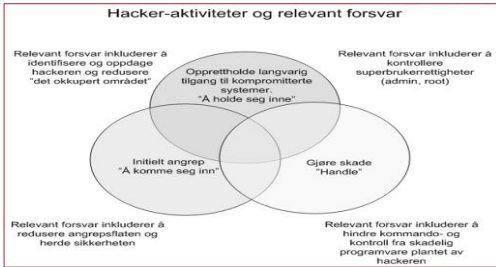 Hacker-aktiviteter og relevant forsvar
Relevant forsvar inkluderer å
identifisere og oppdage
hackeren og redusere
"det okkupert området"
Opprettholde langvarig
tilgang til kompromitterte
systemer.
"Å holde seg inne"
Relevant forsvar inkluderer å
kontrollere
superbrukerrettigheter
(admin, root)
Initielt angrep
"Å komme seg inn"
Gjøre skade
"Handle"
Relevant forsvar inkluderer å
redusere angrepsflaten og
herde sikkerheten
Relevant forsvar inkluderer å
hindre kommando- og
kontroll fra skadelig
programvare plantet av
hackeren